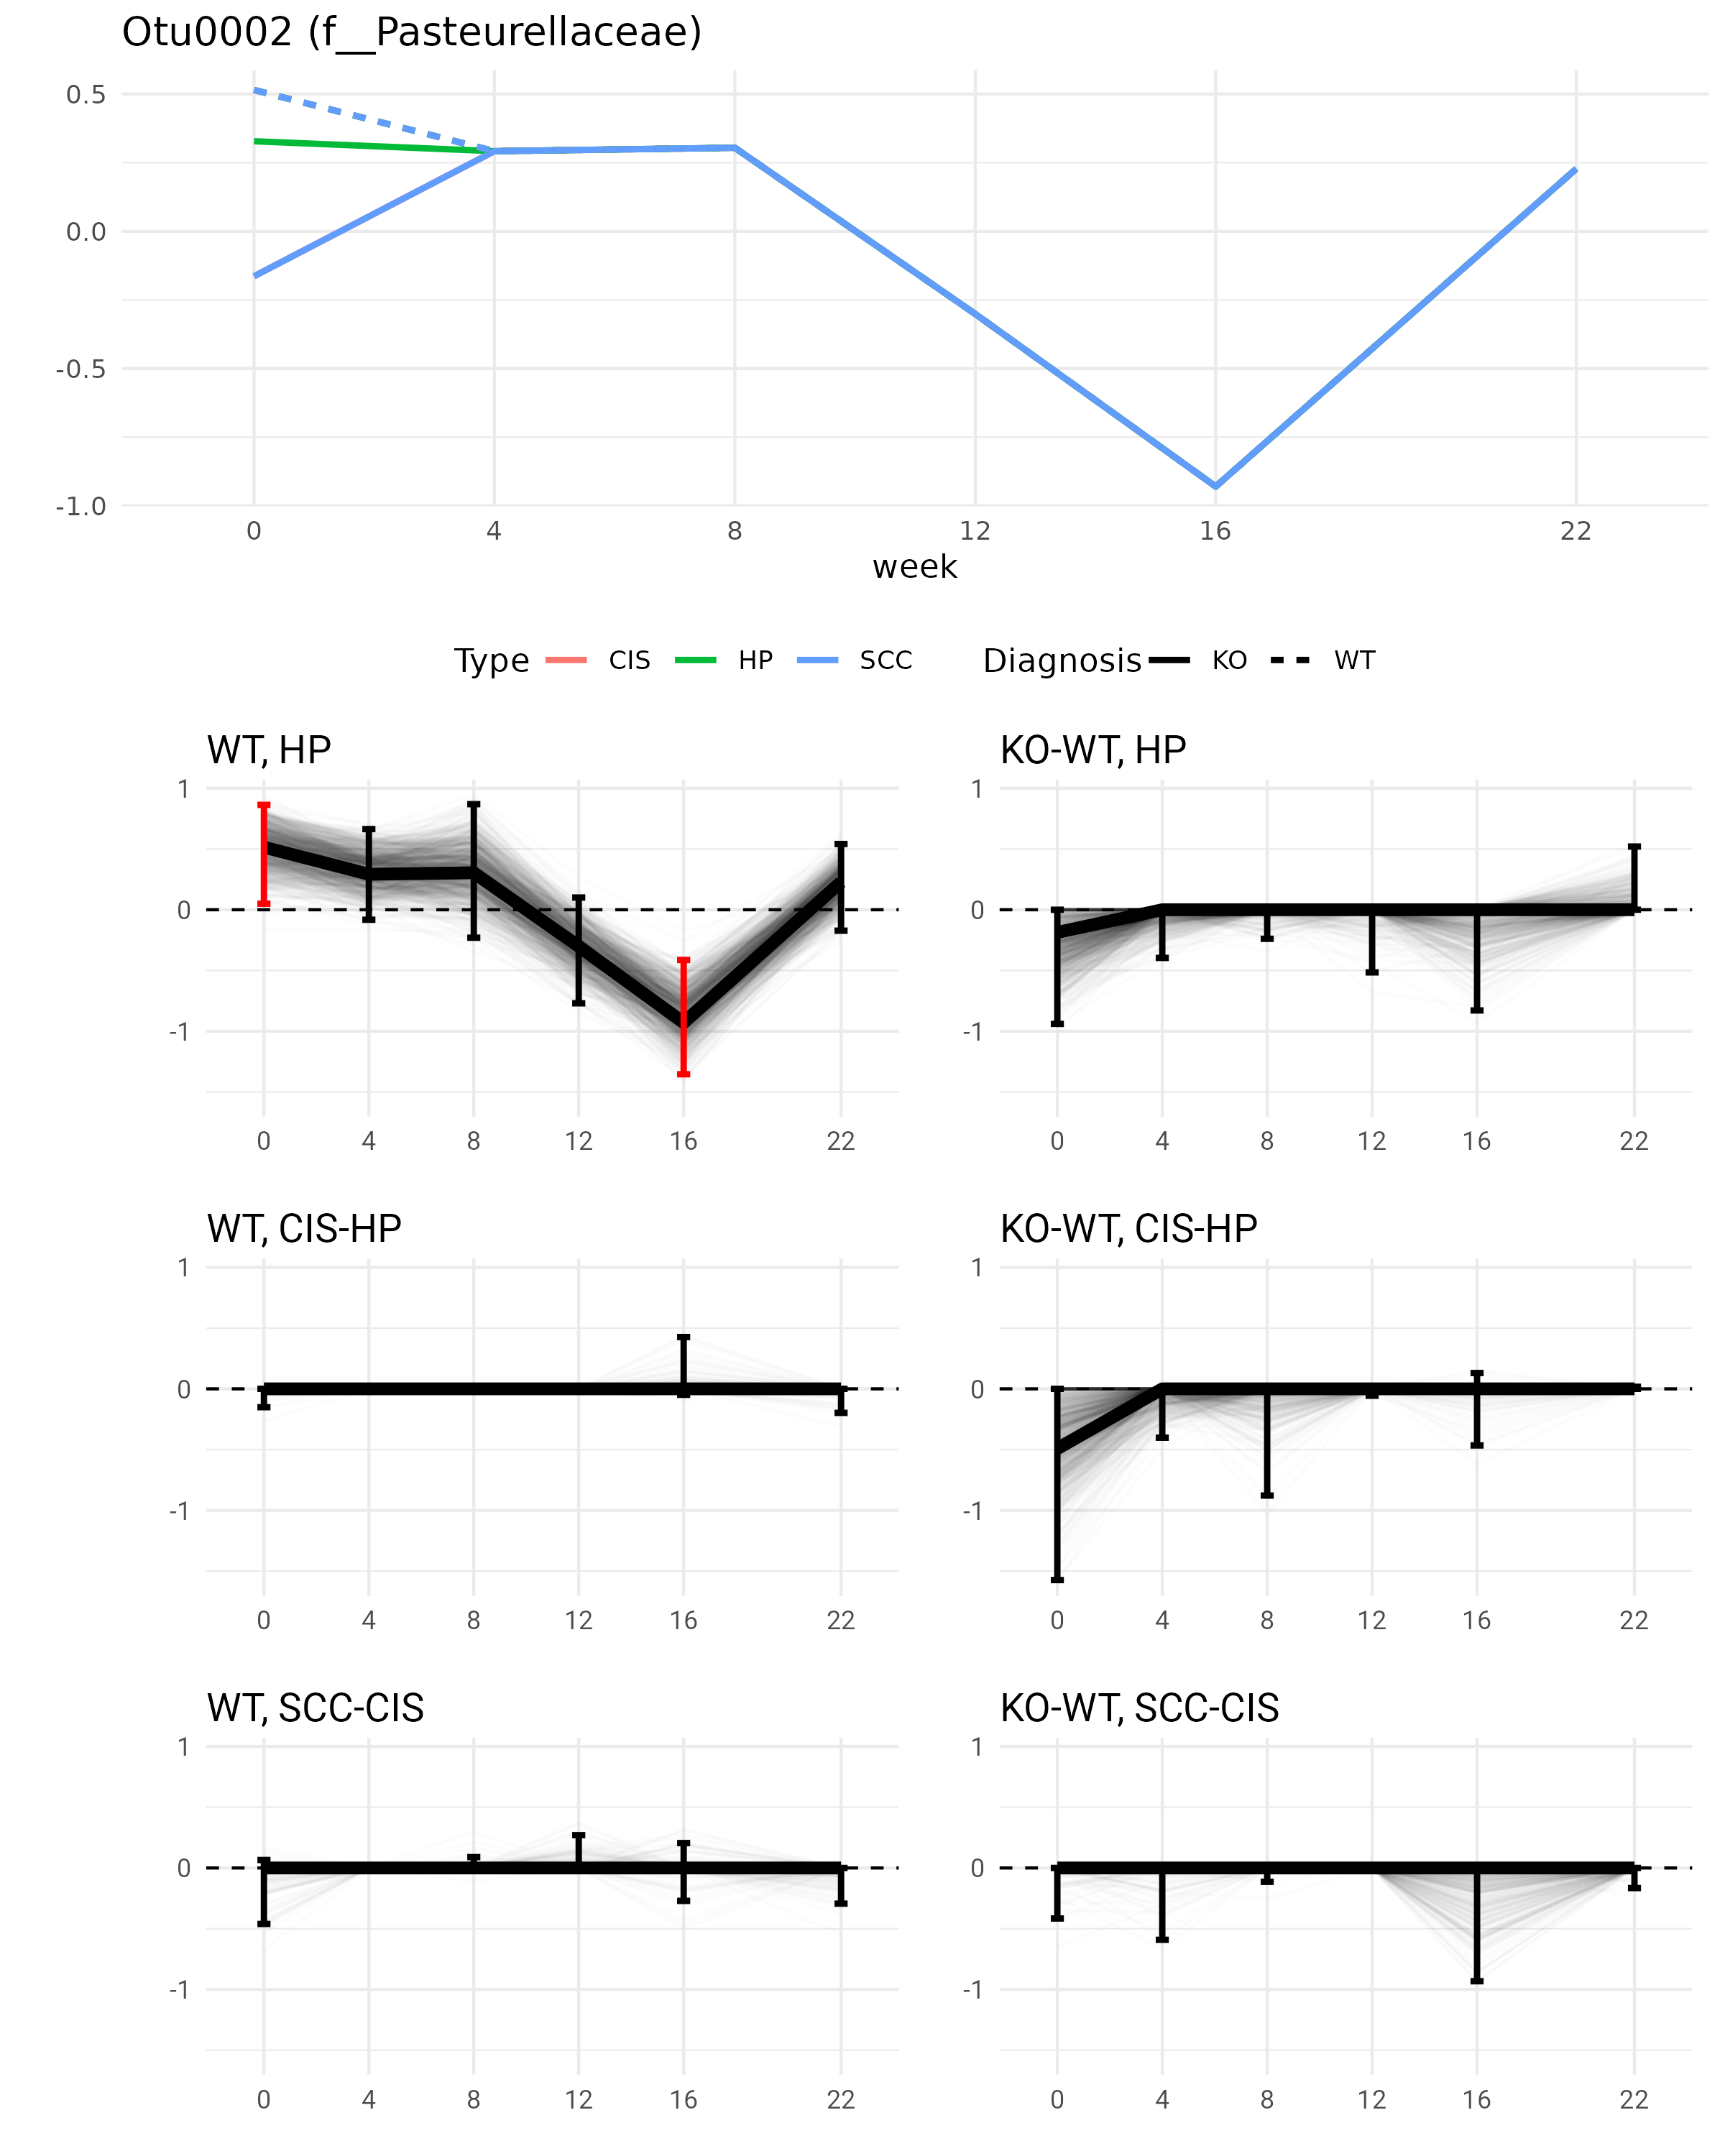 Otu0002 (f__Pasteurellaceae)
0.5
0.0
-0.5
-1.0
0 4 8 12 16 22
week
Type CIS HP SCC Diagnosis KO WT
WT, HP KO-WT, HP
1 1
0 0
-1 -1
0 4 8 12 16 22 0 4 8 12 16 22
WT, CIS-HP KO-WT, CIS-HP
1 1
0 0
-1 -1
0 4 8 12 16 22 0 4 8 12 16 22
WT, SCC-CIS KO-WT, SCC-CIS
1 1
0 0
-1 -1
0 4 8 12 16 22 0 4 8 12 16 22